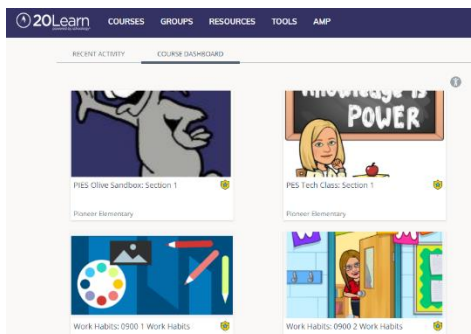 20Learn COURSES GROUPS RESOURCES TOOLS AMP
RECENT ACTIVITY COURSE DASHBOARD
Knowledge is
POWER
PIES Olive Sandbox: Section 1
PES Tech Class: Section 1
Pioneer Elementary
Pioneer Elementary
Work Habits: 0900 1 Work Habits
Work Habits: 0900 2 Work Habits